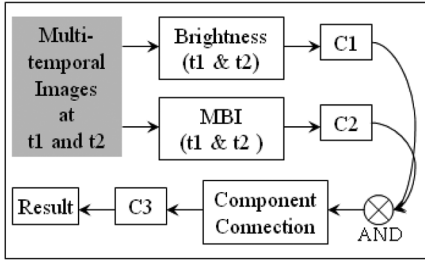 Multi-
temporal
Images
at
t1 and t2
Brightness
(t1 & t2)
C1
MBI
(t1 & t2 )
C2
Result
C3
Component
Connection
AND